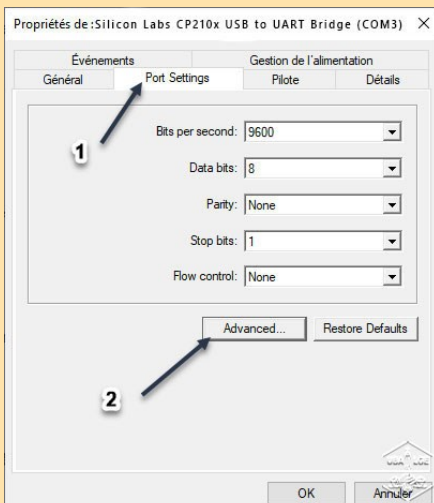 Propriétés de :Silicon Labs CP210x USB to UART Bridge (COM3)
Événements Gestion de l'alimentation
Général Port Settings Pilote Détails
1
Bits per second: 9600
Data bits: 8
Parity: None
Stop bits: 1
Flow control: None
Advanced... Restore Defaults
2
OK Annuler